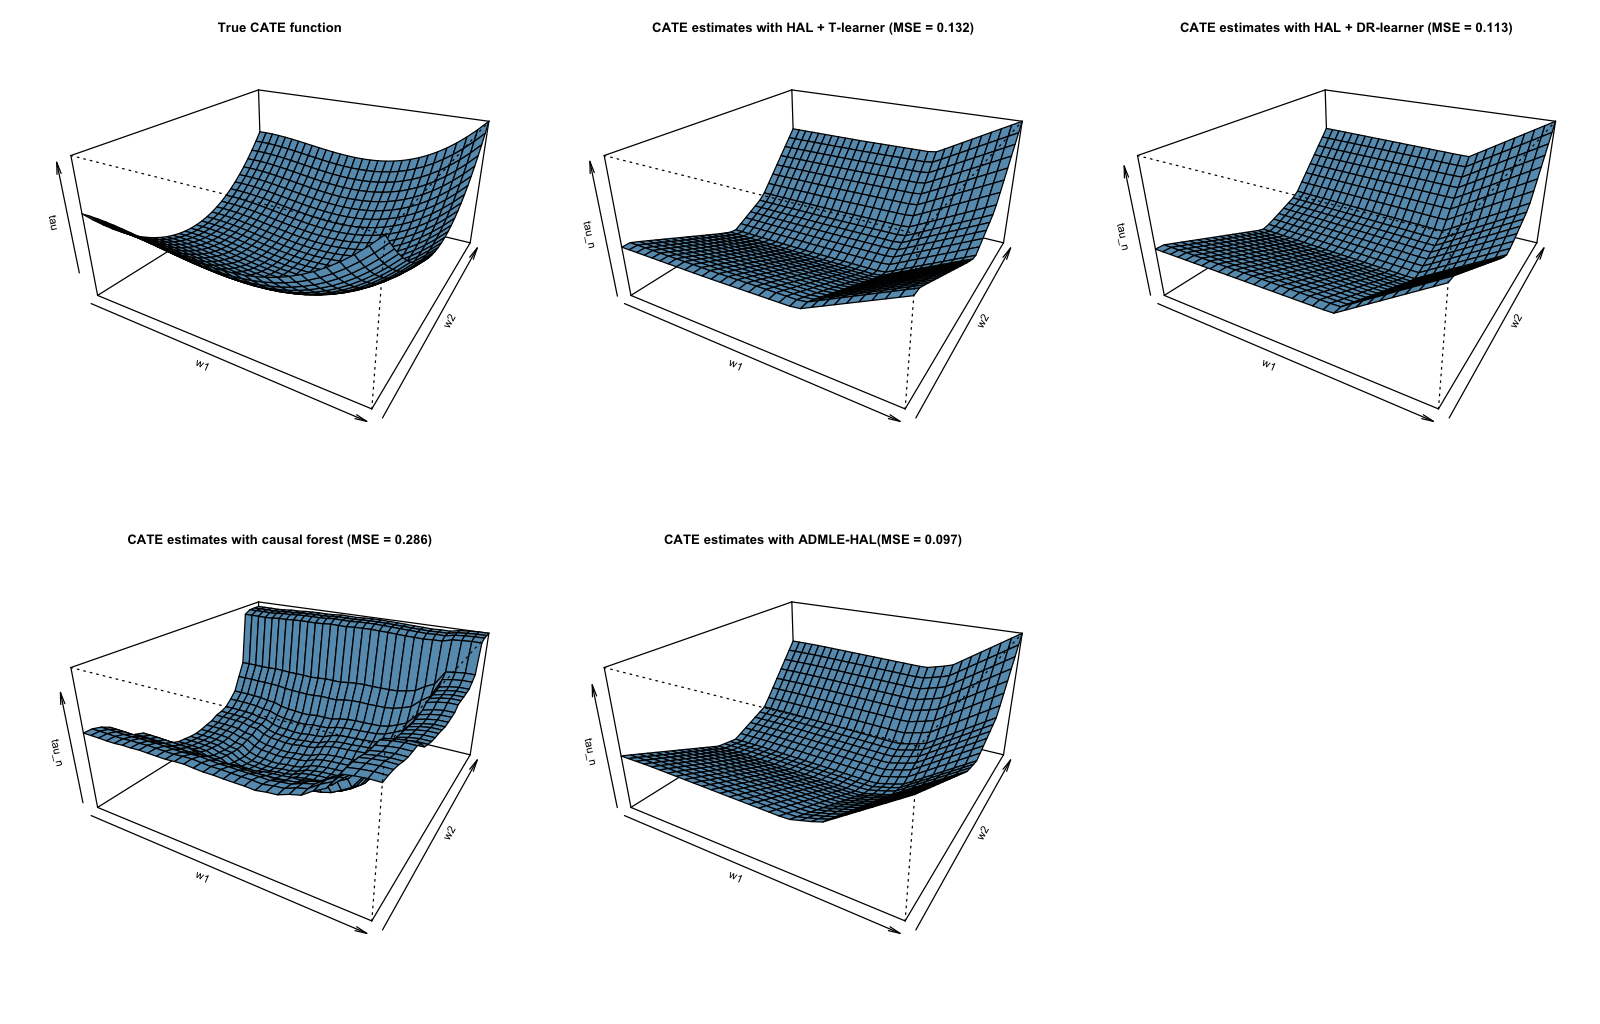 True CATE function
tau
w1
w2
CATE estimates with HAL + T-learner (MSE = 0.132)
tau_n
w1
w2
CATE estimates with HAL + DR-learner (MSE = 0.113)
tau_n
w1
w2
CATE estimates with causal forest (MSE = 0.286)
tau_n
w1
w2
CATE estimates with ADMLE-HAL(MSE = 0.097)
tau_n
w1
w2